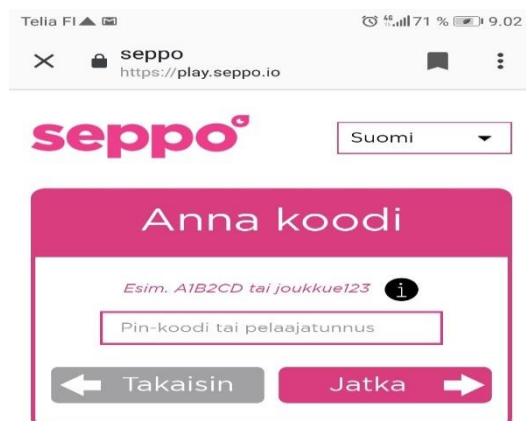 Telia FI 46 71 % 9.02
seppo
https://play.seppo.io
seppo
Suomi
Anna koodi
Esim. A1B2CD tai joukkue123 i
Pin-koodi tai pelaajatunnus
Takaisin
Jatka